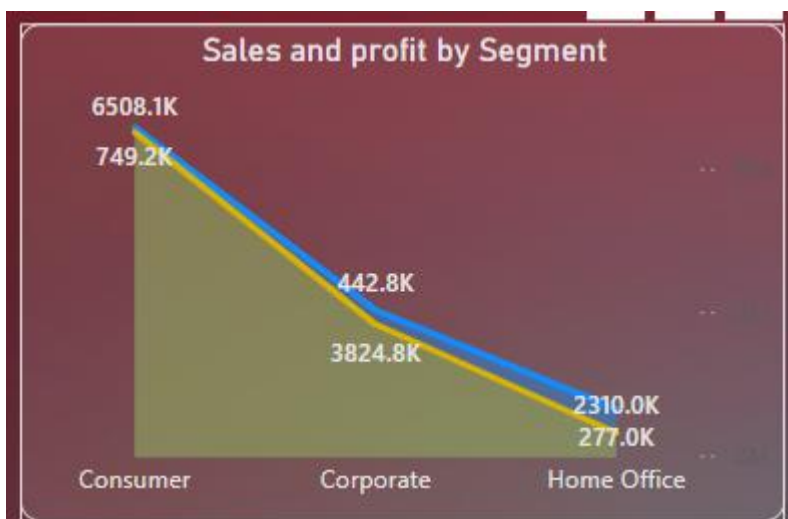 Sales and profit by Segment
6508.1K
749.2K
442.8K
3824.8K
2310.0K
277.0K
Consumer Corporate Home Office